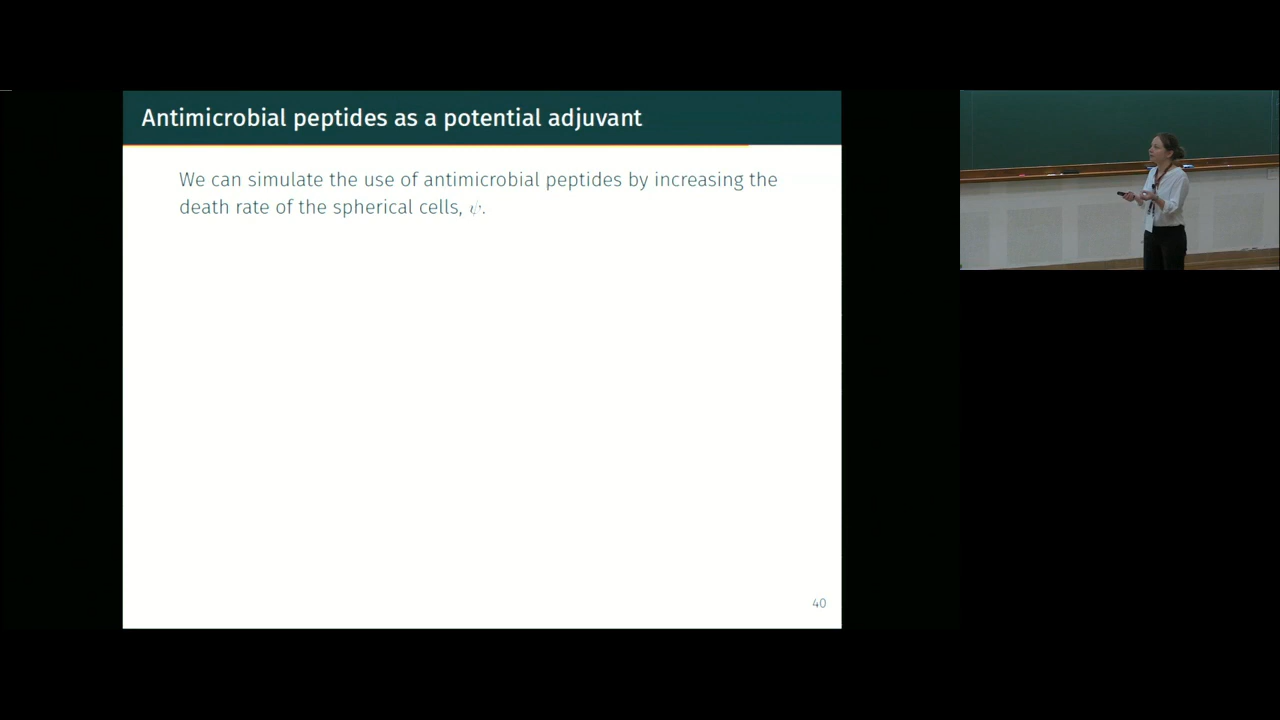 Antimicrobial peptides as a potential adjuvant
We can simulate the use of antimicrobial peptides by increasing the
death rate of the spherical cells, ψ.
40